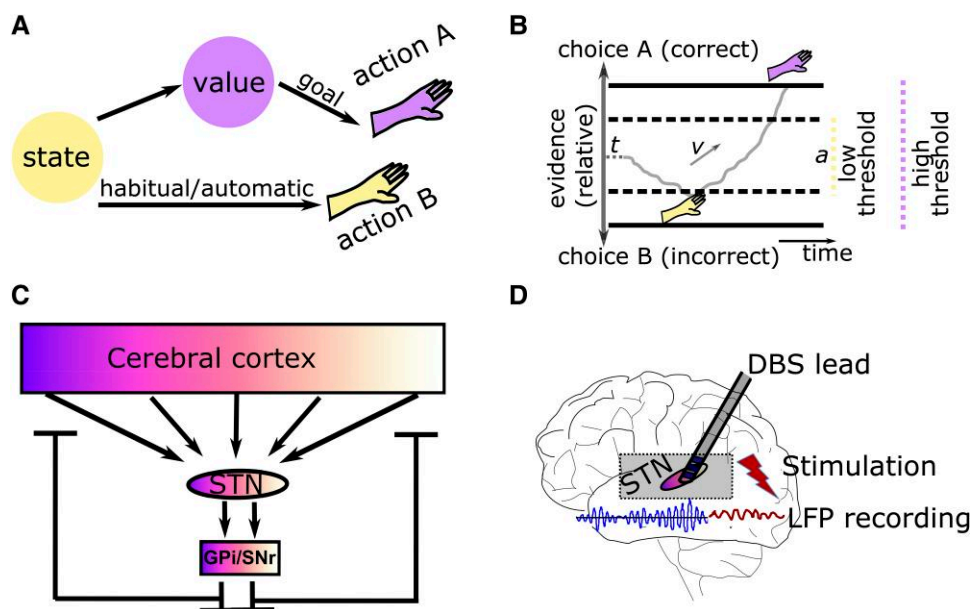 A
state
value
goal
action A
habitual/automatic
action B
B
choice A (correct)
evidence
(relative)
t
v
a
low
threshold
high
threshold
choice B (incorrect)
time
C
Cerebral cortex
STN
GPi/SNr
D
DBS lead
STN
Stimulation
LFP recording